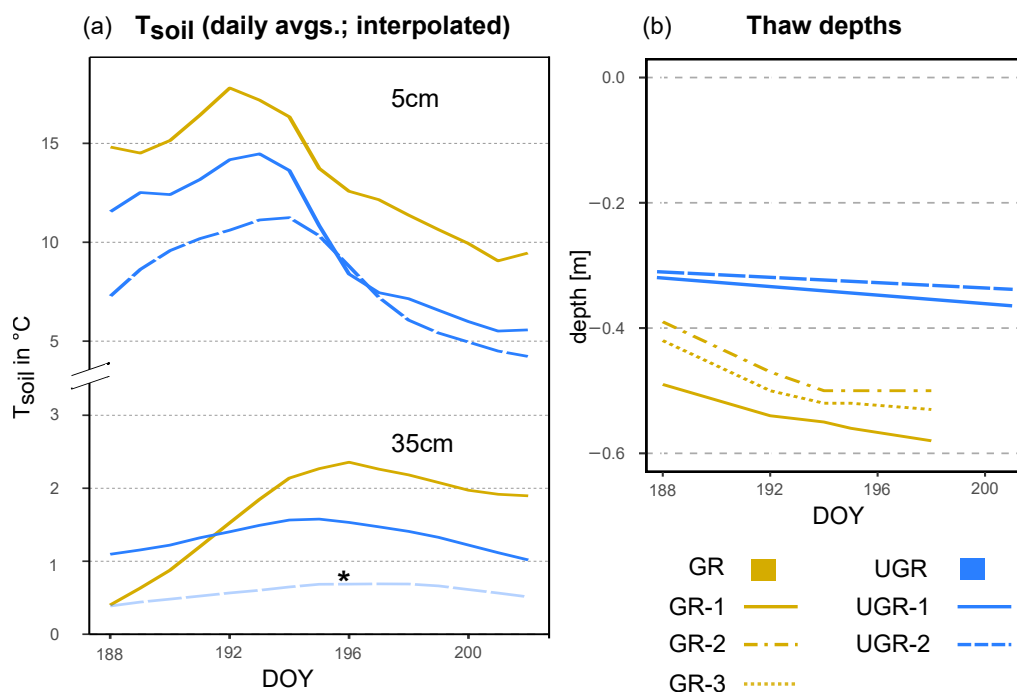 (a) T soil (daily avgs.; interpolated)
5cm
15
10
5
3
35cm
2
*
1
0
188 192 196 200
DOY
T soil in °C
(b) Thaw depths
0.0
−0.2
−0.4
−0.6
depth [m]
188 192 196 200
DOY
GR UGR
GR-1 UGR-1
GR-2 UGR-2
GR-3